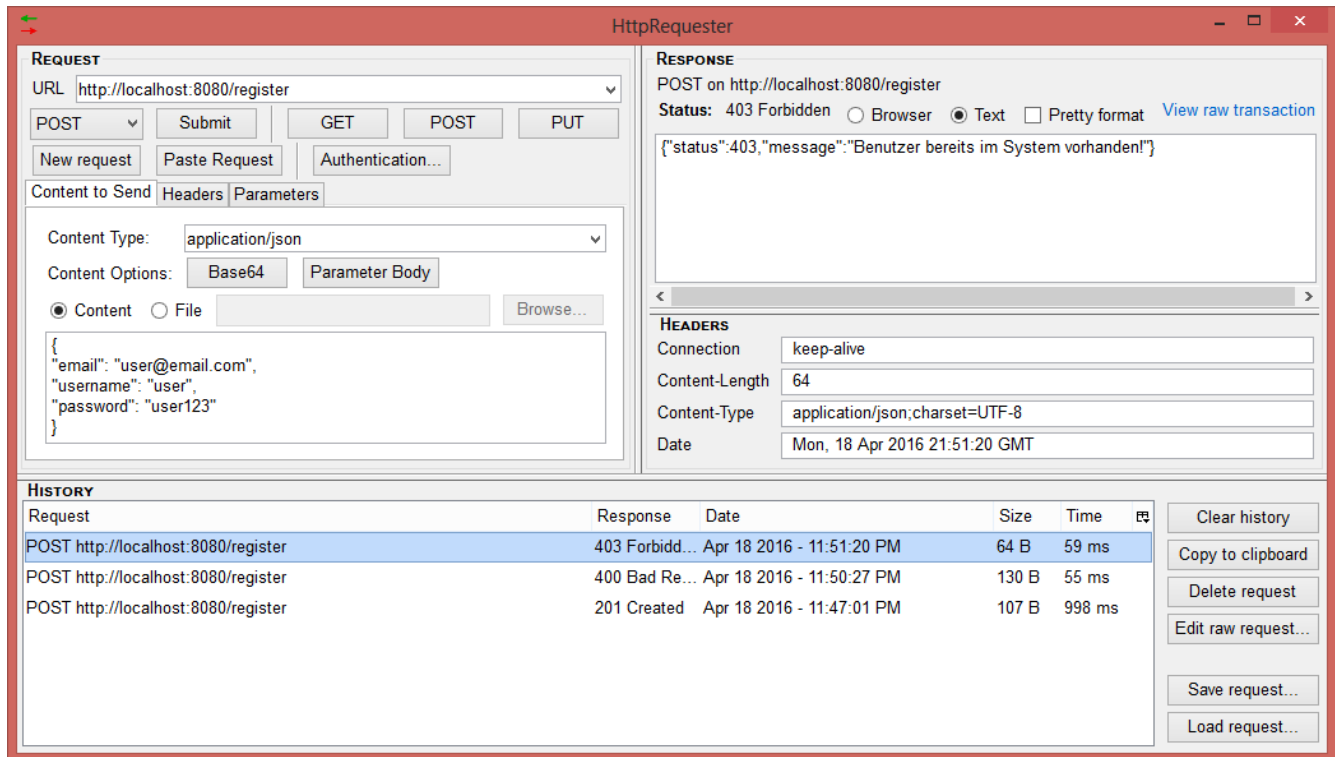 HttpRequester
REQUEST
URL http://localhost:8080/register
POST Submit GET POST PUT
New request Paste Request Authentication...
Content to Send Headers Parameters
Content Type: application/json
Content Options: Base64 Parameter Body
Content File Browse...
{
"email": "user@email.com",
"username": "user",
"password": "user123"
}
RESPONSE
POST on http://localhost:8080/register
Status: 403 Forbidden Browser Text Pretty format View raw transaction
{"status":403,"message":"Benutzer bereits im System vorhanden!"}
HEADERS
Connection keep-alive
Content-Length 64
Content-Type application/json;charset=UTF-8
Date Mon, 18 Apr 2016 21:51:20 GMT
HISTORY
Request Response Date Size Time
POST http://localhost:8080/register 403 Forbidd... Apr 18 2016 - 11:51:20 PM 64 B 59 ms
POST http://localhost:8080/register 400 Bad Re... Apr 18 2016 - 11:50:27 PM 130 B 55 ms
POST http://localhost:8080/register 201 Created Apr 18 2016 - 11:47:01 PM 107 B 998 ms
Clear history
Copy to clipboard
Delete request
Edit raw request...
Save request...
Load request...